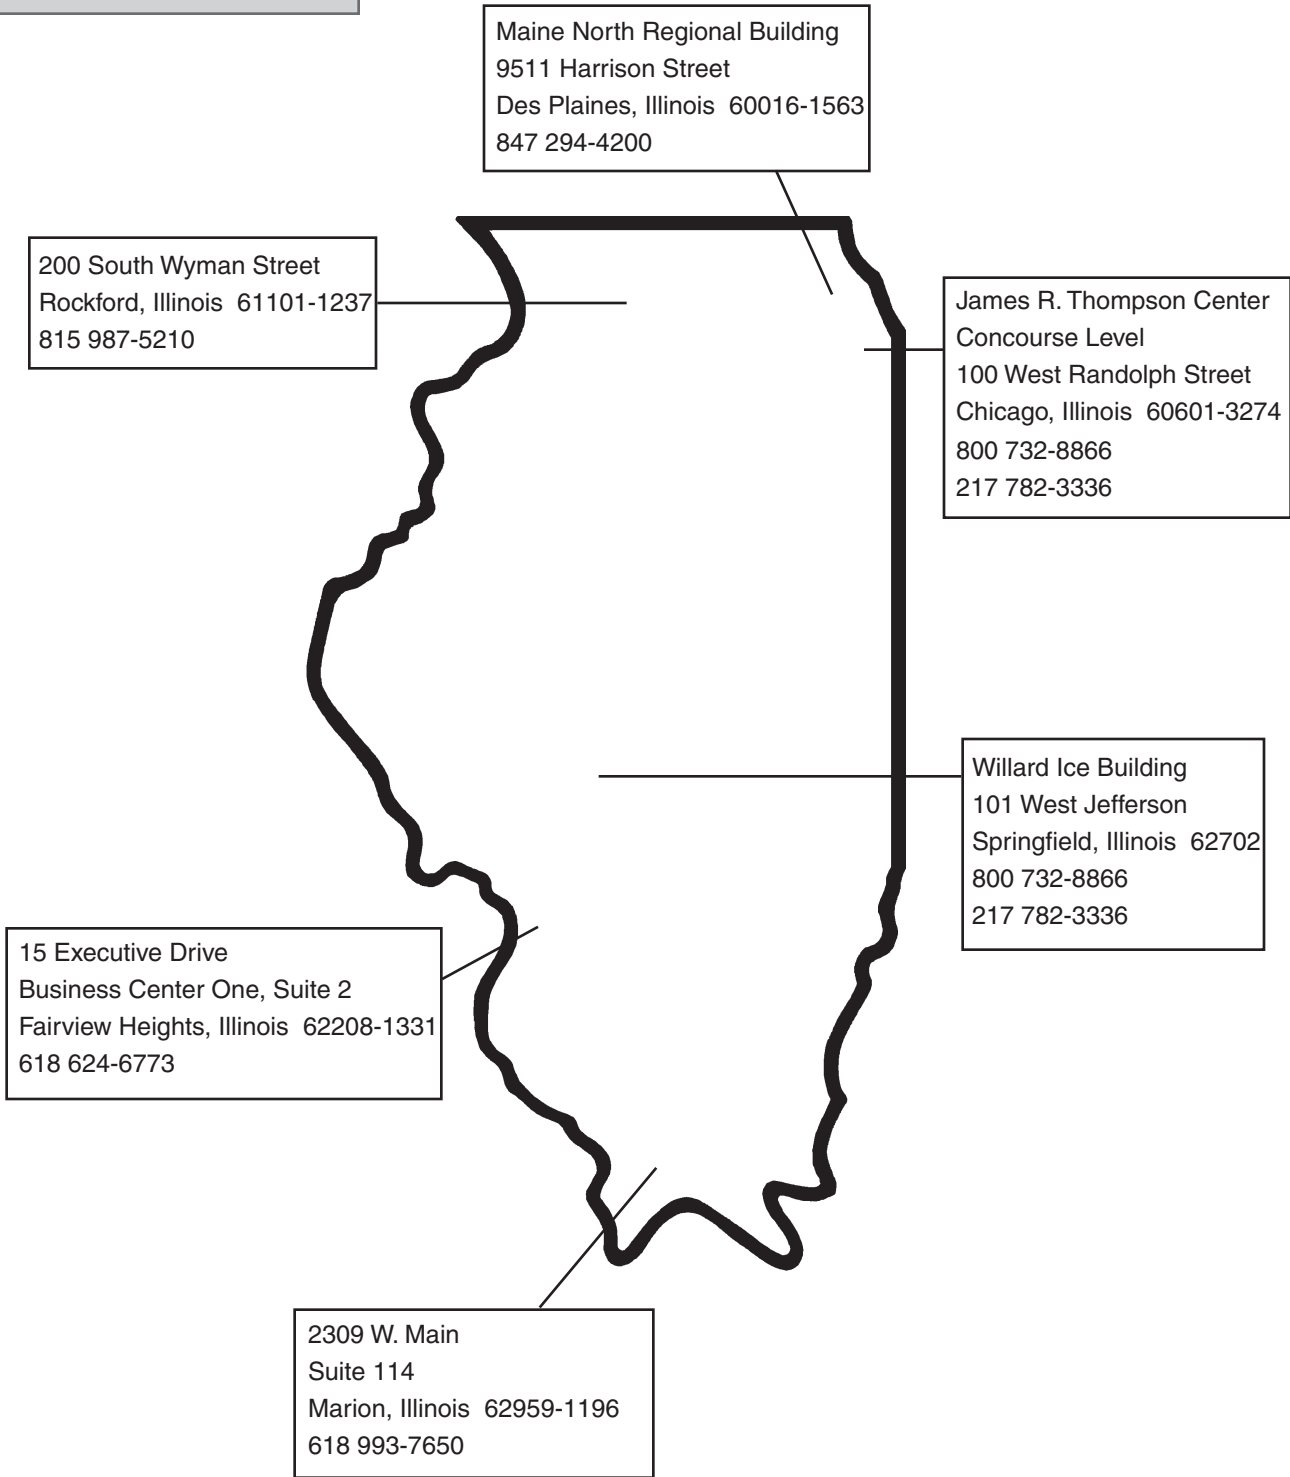 Maine North Regional Building
9511 Harrison Street
Des Plaines, Illinois  60016-1563
847 294-4200
200 South Wyman Street
Rockford, Illinois  61101-1237
815 987-5210
James R. Thompson Center
Concourse Level
100 West Randolph Street
Chicago, Illinois  60601-3274
800 732-8866
217 782-3336
Willard Ice Building
101 West Jefferson
Springfield, Illinois  62702
800 732-8866
217 782-3336
15 Executive Drive
Business Center One, Suite 2
Fairview Heights, Illinois  62208-1331
618 624-6773
2309 W. Main
Suite 114
Marion, Illinois  62959-1196
618 993-7650